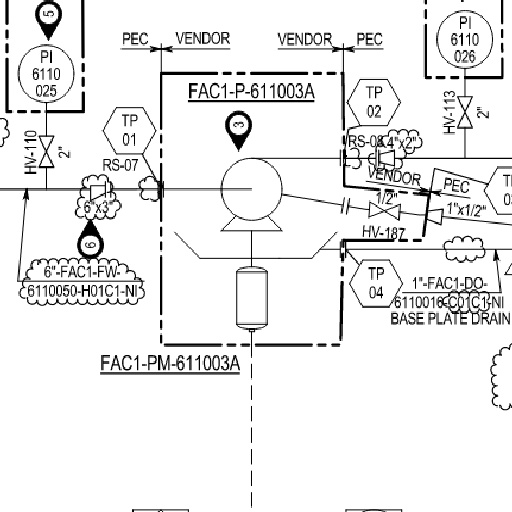 5
PI
6110
025
PEC
VENDOR
VENDOR
PEC
PI
6110
026
FAC1-P-611003A
TP
01
RS-07
HV-110
2"
3
TP
02
RS-08
4"x2"
HV-113
2"
VENDOR
PEC
6"x3"
1/2"
1"x1/2"
HV-187
6
6"-FAC1-FW-
6110050-H01C1-NI
TP
04
1"-FAC1-DO-
6110016-C01C1-NI
BASE PLATE DRAIN
FAC1-PM-611003A